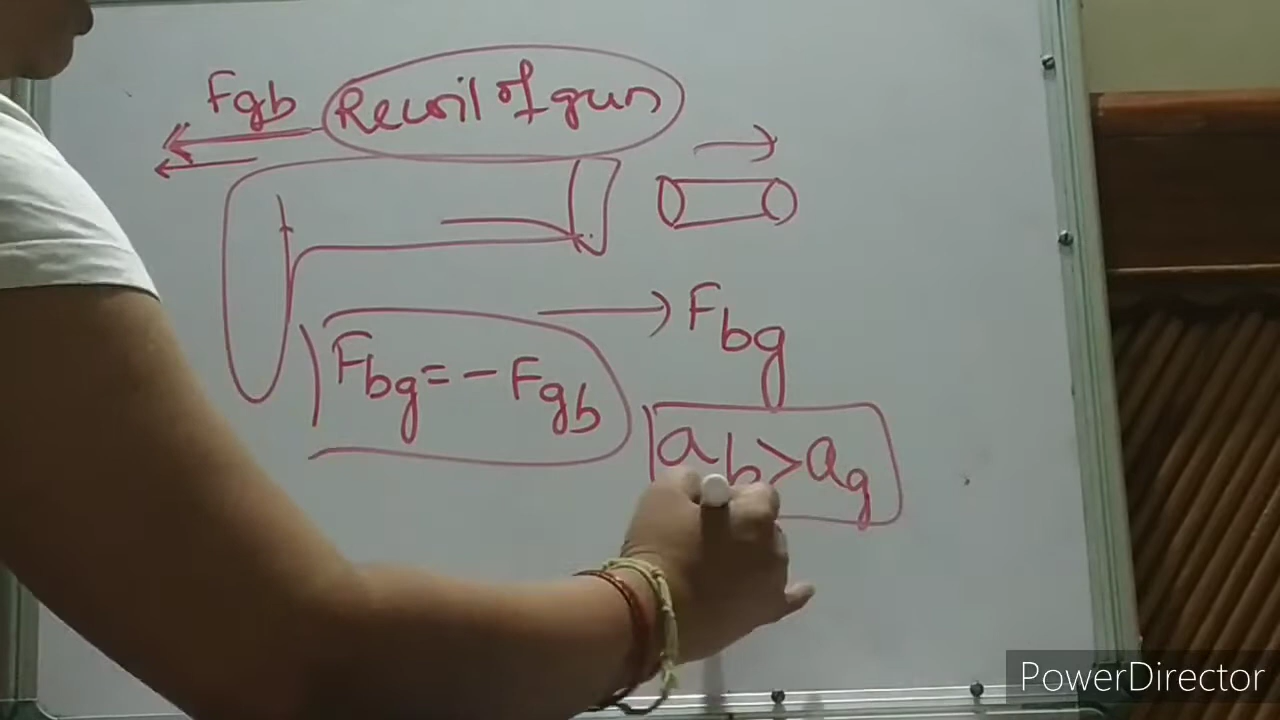 Fgb Recoil of gun
Fbg
Fbg = - Fgb
ab > ag
PowerDirector